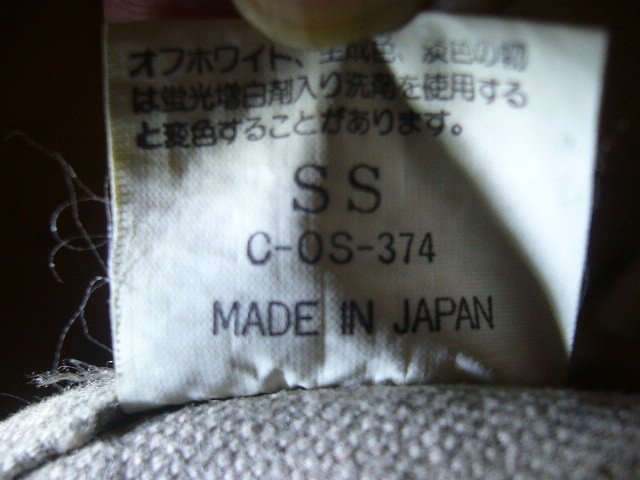 オフホワイト、生成色、淡色の物
は蛍光増白剤入り洗剤を使用する
と変色することがあります。
SS
C-OS-374
MADE IN JAPAN